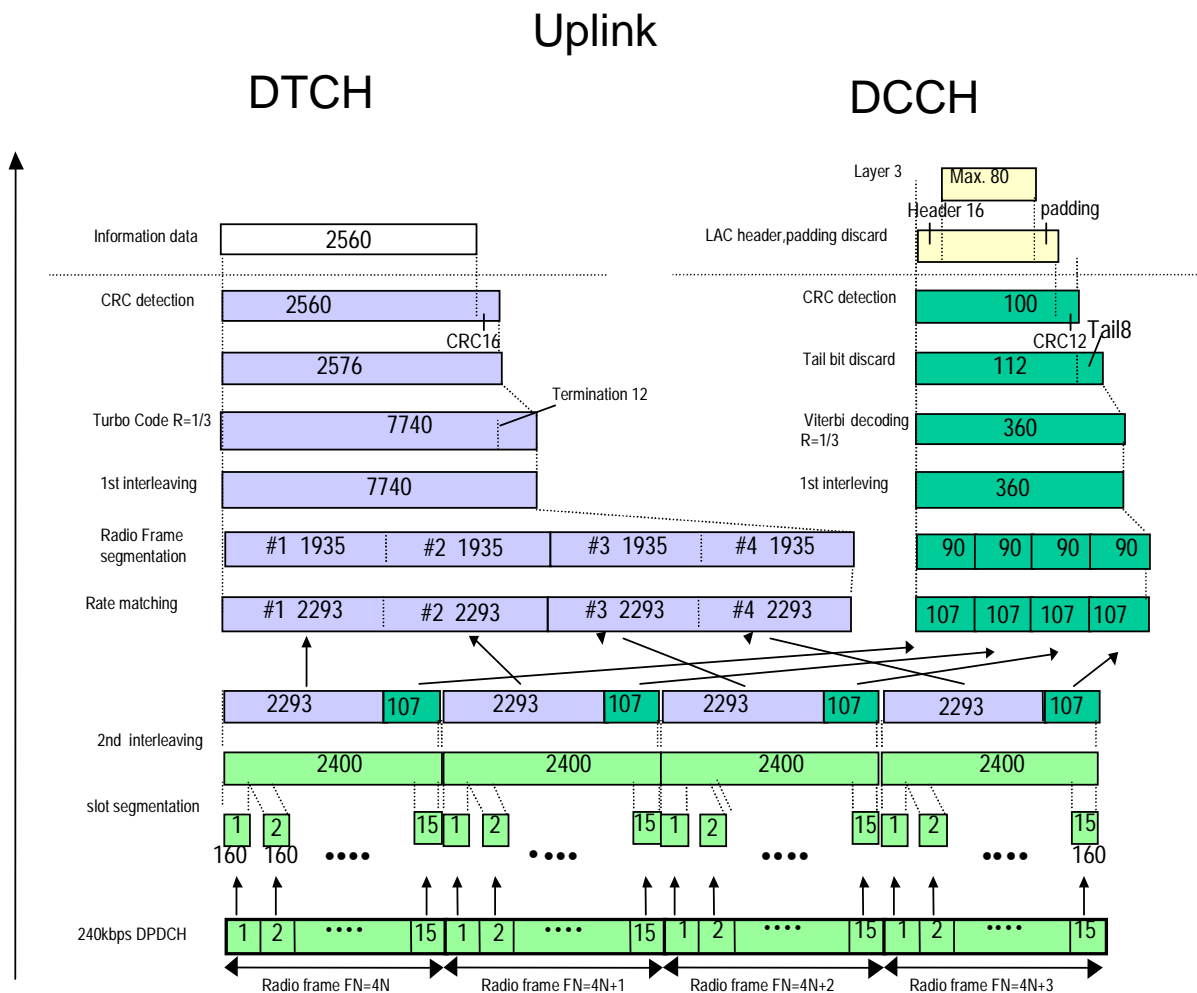 Uplink
DTCH
DCCH
Layer 3
Max. 80
Header 16
padding
Information data
2560
LAC header,padding discard
CRC detection
2560
CRC detection
100
CRC16
CRC12
Tail8
2576
Tail bit discard
112
Termination 12
Turbo Code R=1/3
7740
Viterbi decoding
R=1/3
360
1st interleaving
7740
1st interleving
360
Radio Frame
segmentation
#1 1935
#2 1935
#3 1935
#4 1935
90
90
90
90
Rate matching
#1 2293
#2 2293
#3 2293
#4 2293
107
107
107
107
2293
107
2293
107
2293
107
2293
107
2nd interleaving
2400
2400
2400
2400
slot segmentation
1
2
15
1
2
15
1
2
15
1
2
15
160
160
••••
••••
••••
••••
160
240kbps DPDCH
1
2
••••
15
1
2
••••
15
1
2
••••
15
1
2
••••
15
Radio frame FN=4N
Radio frame FN=4N+1
Radio frame FN=4N+2
Radio frame FN=4N+3